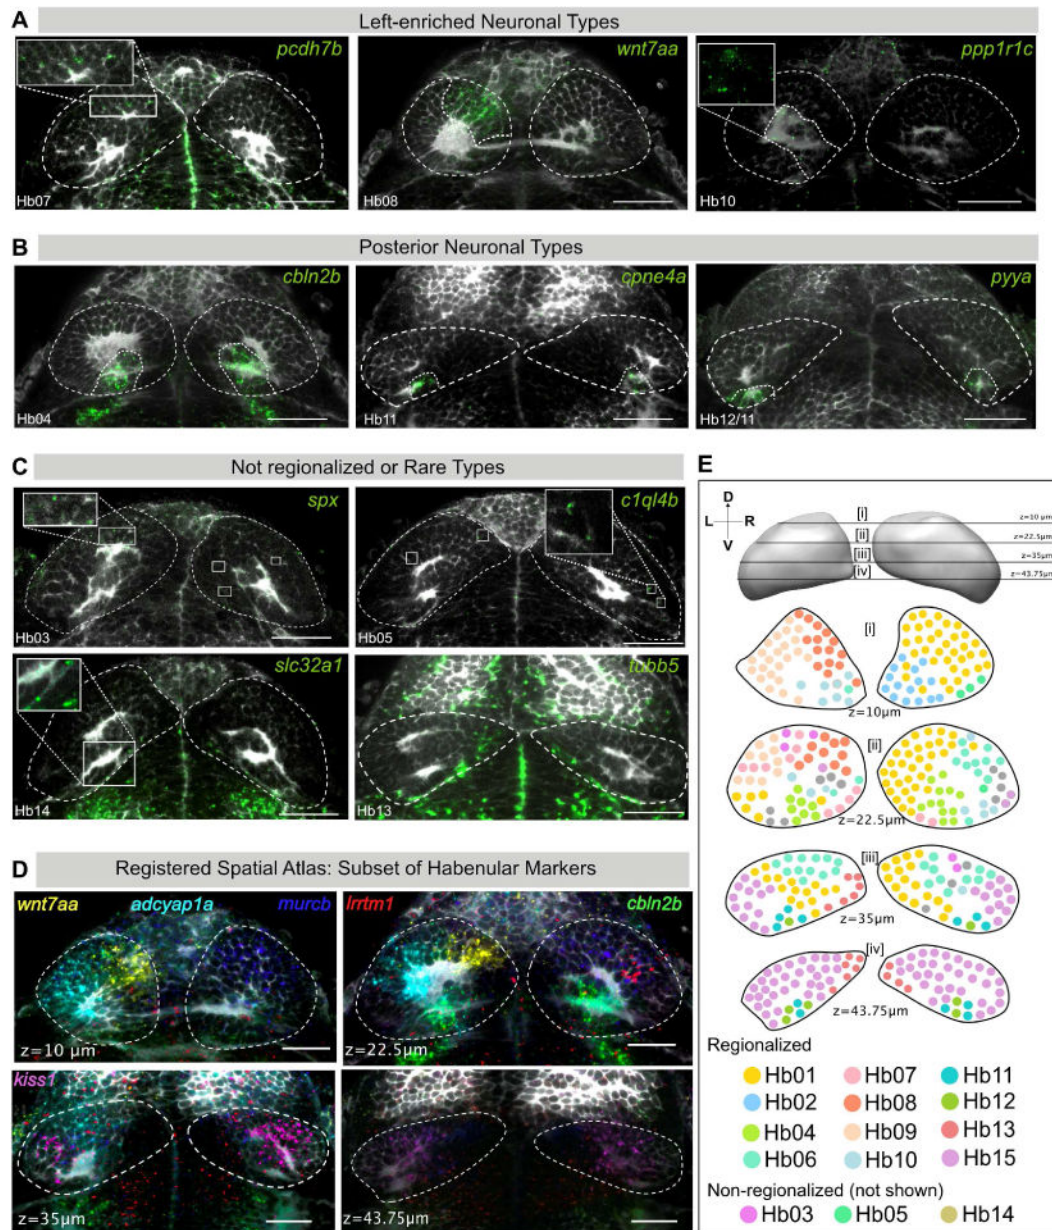 A
Left-enriched Neuronal Types
pcdh7b
Hb07
wnt7aa
Hb08
ppp1r1c
Hb10
B
Posterior Neuronal Types
cbln2b
Hb04
cpne4a
Hb11
pyya
Hb12/11
C
Not regionalized or Rare Types
spx
Hb03
c1ql4b
Hb05
slc32a1
Hb14
tubb5
Hb13
D
Registered Spatial Atlas: Subset of Habenular Markers
wnt7aa adcyap1a murcb
z=10 µm
lrrtm1 cbln2b
z=22.5µm
kiss1
z=35µm
z=43.75µm
E
D
L R
V
[i] z=10 µm
[ii] z=22.5µm
[iii] z=35µm
[iv] z=43.75µm
[i]
z=10µm
[ii]
z=22.5µm
[iii]
z=35µm
[iv]
z=43.75µm
Regionalized
Hb01 Hb07 Hb11
Hb02 Hb08 Hb12
Hb04 Hb09 Hb13
Hb06 Hb10 Hb15
Non-regionalized (not shown)
Hb03 Hb05 Hb14